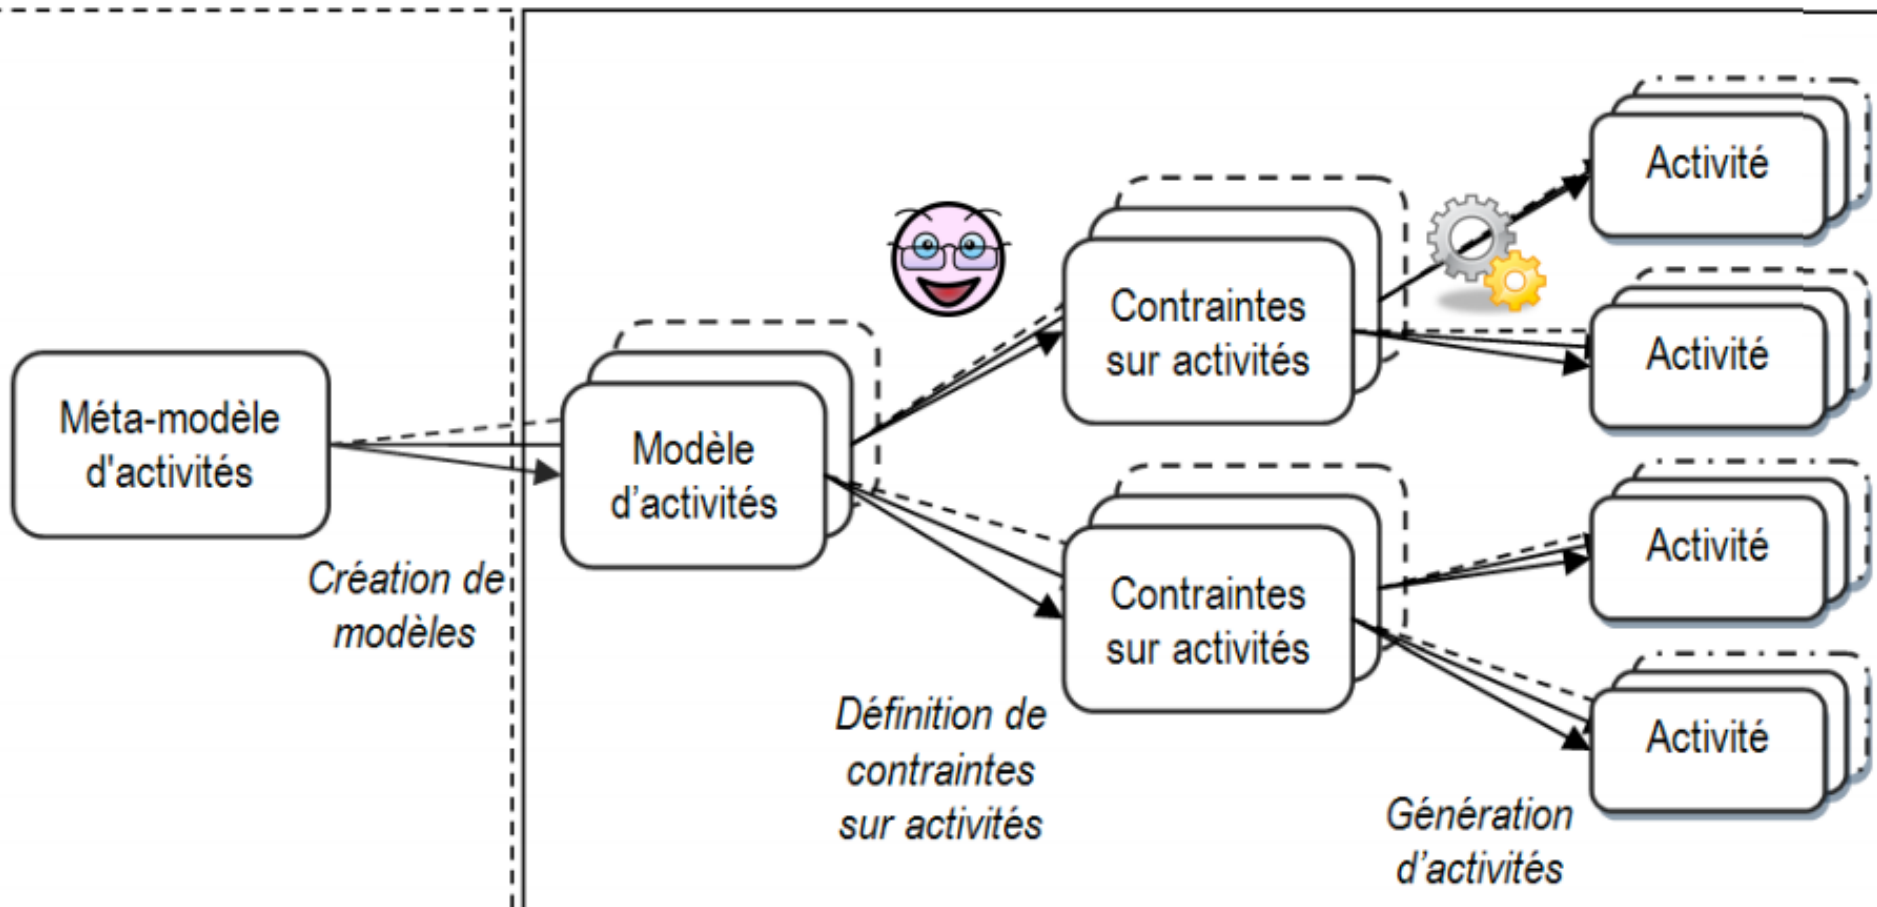 Méta-modèle
d'activités
Création de
modèles
Modèle
d’activités
Définition de
contraintes
sur activités
Contraintes
sur activités
Contraintes
sur activités
Génération
d’activités
Activité
Activité
Activité
Activité